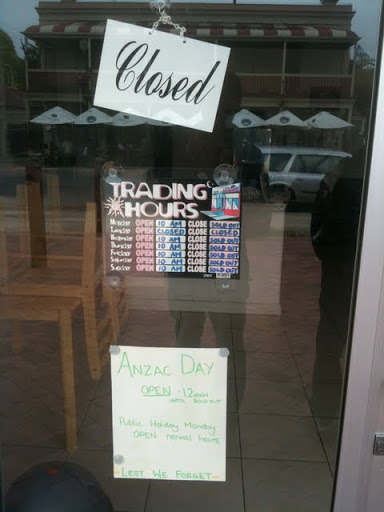 Closed
TRADING
HOURS
Monday OPEN 10 AM CLOSE SOLD OUT
Tuesday OPEN CLOSED CLOSE CLOSED
Wednesday OPEN 10 AM CLOSE SOLD OUT
Thursday OPEN 10 AM CLOSE SOLD OUT
Friday OPEN 10 AM CLOSE SOLD OUT
Saturday OPEN 10 AM CLOSE SOLD OUT
Sunday OPEN 10 AM CLOSE SOLD OUT
ANZAC DAY
OPEN - 12 noon
UNTIL SOLD OUT
Public Holiday Monday
OPEN normal hours
LEST WE FORGET